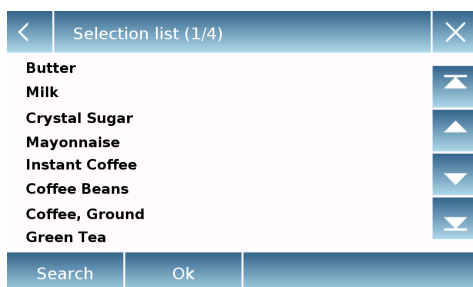 Selection list (1/4)
Butter
Milk
Crystal Sugar
Mayonnaise
Instant Coffee
Coffee Beans
Coffee, Ground
Green Tea
Search Ok